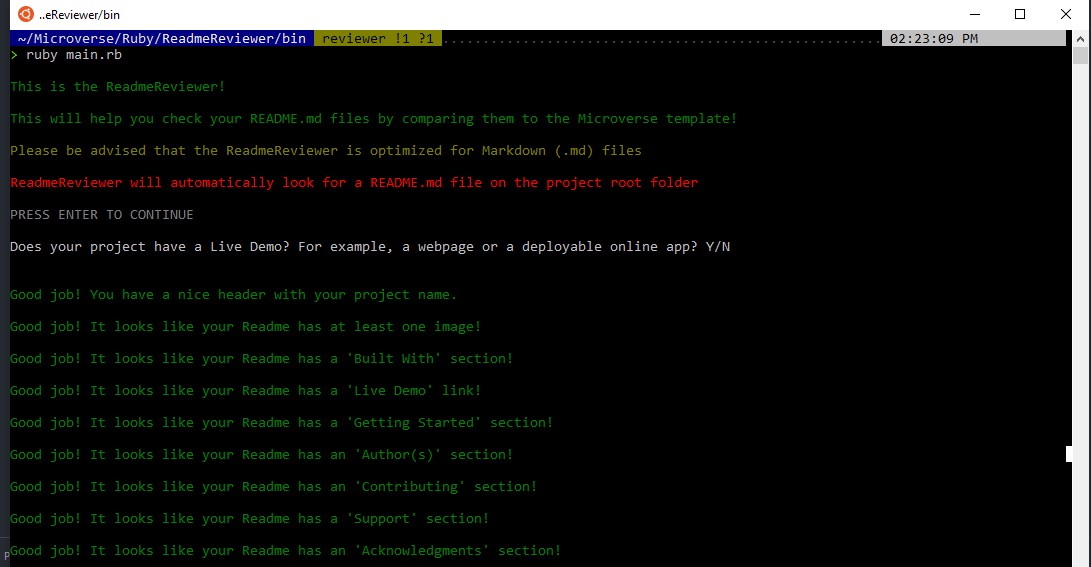 ..eReviewer/bin
~/Microverse/Ruby/ReadmeReviewer/bin reviewer !1 ?1 02:23:09 PM
> ruby main.rb
This is the ReadmeReviewer!
This will help you check your README.md files by comparing them to the Microverse template!
Please be advised that the ReadmeReviewer is optimized for Markdown (.md) files
ReadmeReviewer will automatically look for a README.md file on the project root folder
PRESS ENTER TO CONTINUE
Does your project have a Live Demo? For example, a webpage or a deployable online app? Y/N
Good job! You have a nice header with your project name.
Good job! It looks like your Readme has at least one image!
Good job! It looks like your Readme has a 'Built With' section!
Good job! It looks like your Readme has a 'Live Demo' link!
Good job! It looks like your Readme has a 'Getting Started' section!
Good job! It looks like your Readme has an 'Author(s)' section!
Good job! It looks like your Readme has an 'Contributing' section!
Good job! It looks like your Readme has a 'Support' section!
Good job! It looks like your Readme has an 'Acknowledgments' section!